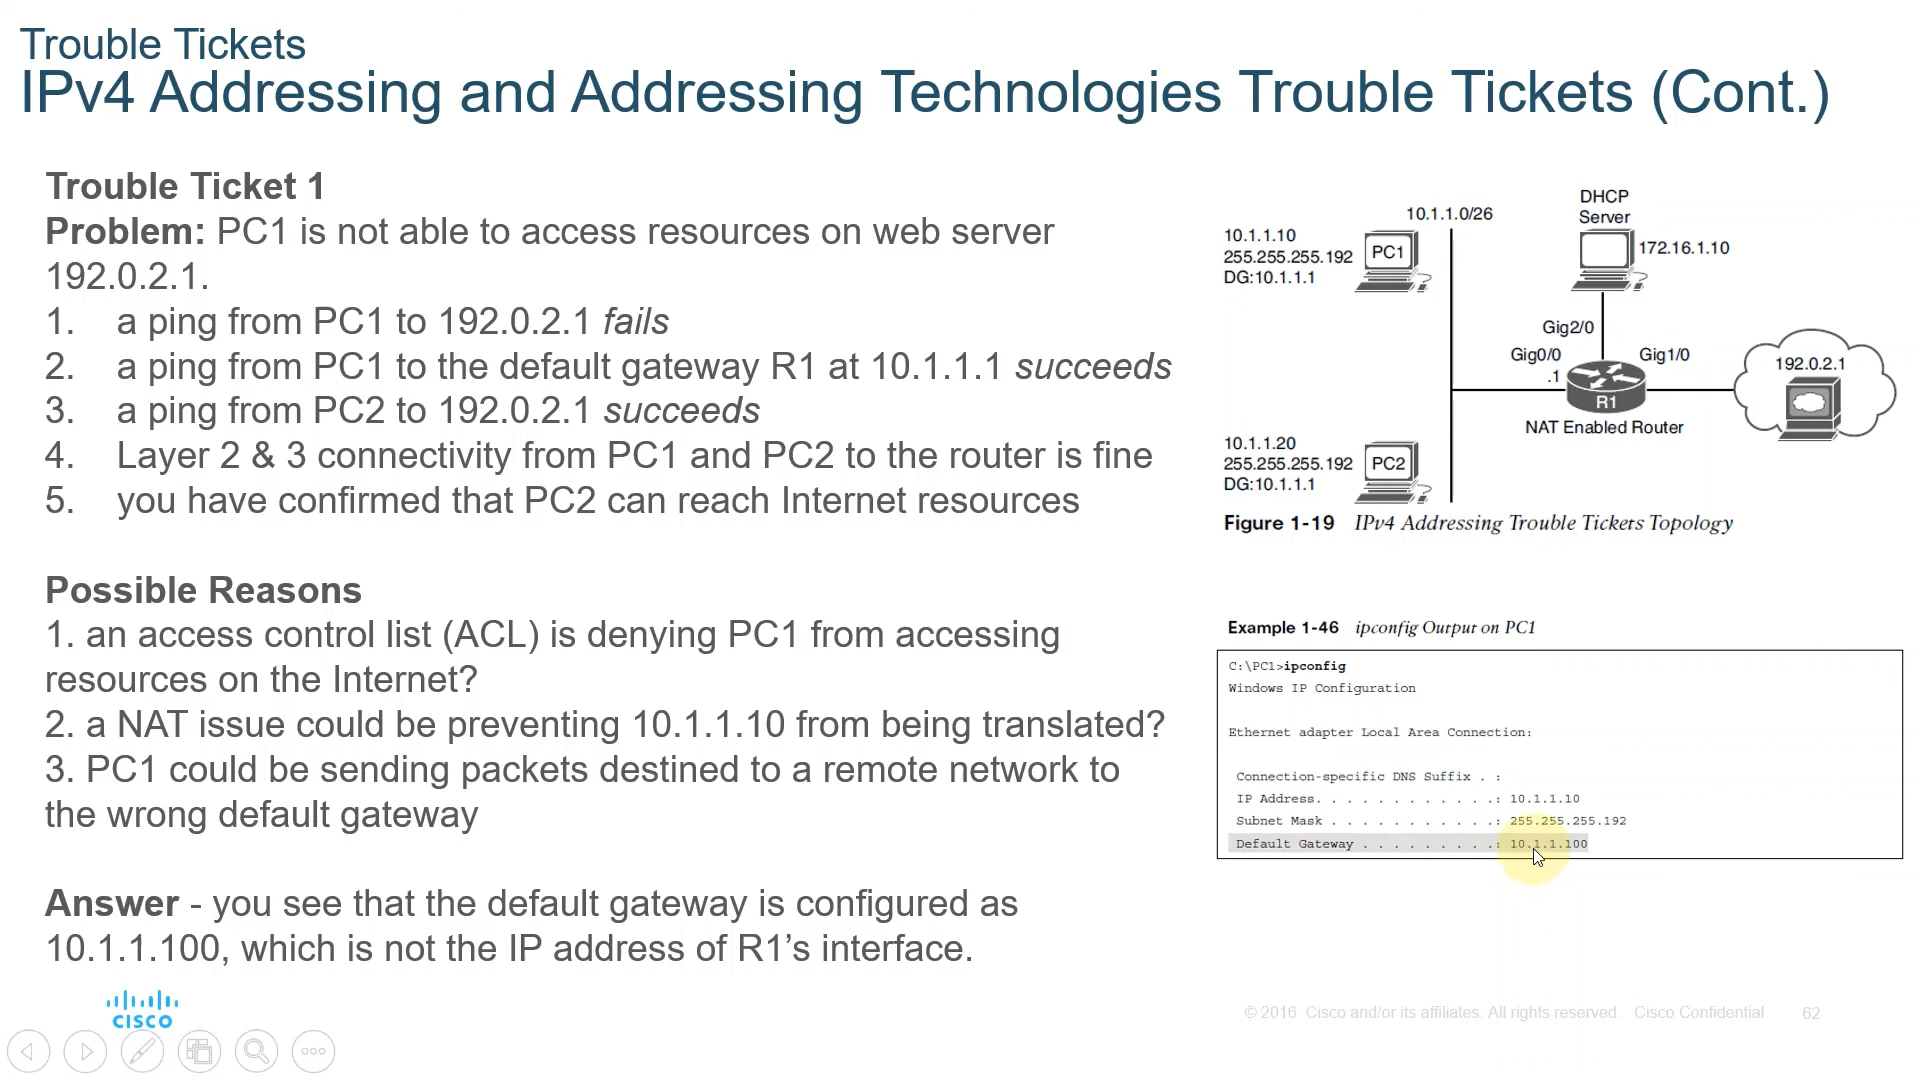 Trouble Tickets
IPv4 Addressing and Addressing Technologies Trouble Tickets (Cont.)
Trouble Ticket 1
Problem: PC1 is not able to access resources on web server
192.0.2.1.
1. a ping from PC1 to 192.0.2.1 fails
2. a ping from PC1 to the default gateway R1 at 10.1.1.1 succeeds
3. a ping from PC2 to 192.0.2.1 succeeds
4. Layer 2 & 3 connectivity from PC1 and PC2 to the router is fine
5. you have confirmed that PC2 can reach Internet resources
Possible Reasons
1. an access control list (ACL) is denying PC1 from accessing
resources on the Internet?
2. a NAT issue could be preventing 10.1.1.10 from being translated?
3. PC1 could be sending packets destined to a remote network to
the wrong default gateway
Answer - you see that the default gateway is configured as
10.1.1.100, which is not the IP address of R1’s interface.
10.1.1.0/26
DHCP
Server
172.16.1.10
10.1.1.10
255.255.255.192
DG:10.1.1.1
PC1
Gig2/0
Gig0/0
.1
Gig1/0
R1
NAT Enabled Router
192.0.2.1
10.1.1.20
255.255.255.192
DG:10.1.1.1
PC2
Figure 1-19 IPv4 Addressing Trouble Tickets Topology
Example 1-46 ipconfig Output on PC1
C:\PC1>ipconfig
Windows IP Configuration
Ethernet adapter Local Area Connection:
Connection-specific DNS Suffix . :
IP Address. . . . . . . . . . . .: 10.1.1.10
Subnet Mask . . . . . . . . . . .: 255.255.255.192
Default Gateway . . . . . . . . .: 10.1.1.100
CISCO
© 2016 Cisco and/or its affiliates. All rights reserved. Cisco Confidential 62